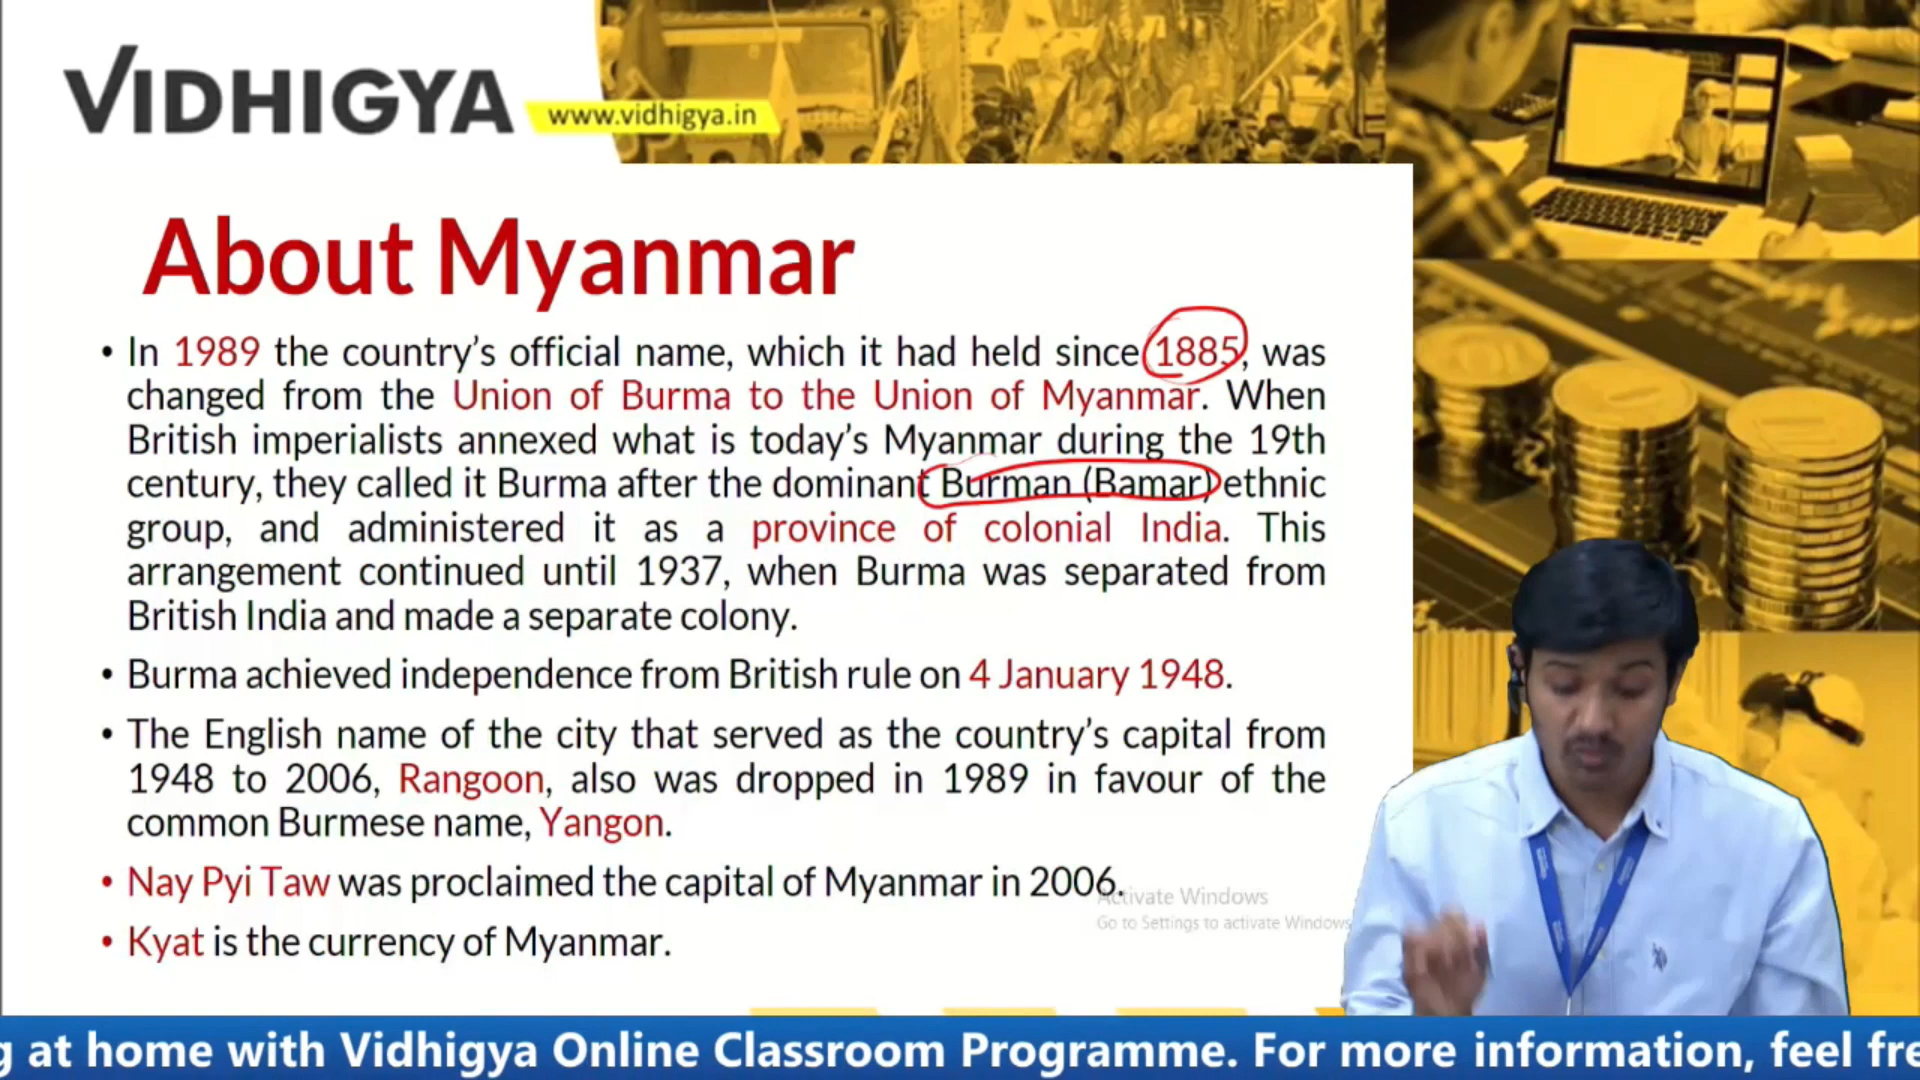 VIDHIGYA
www.vidhigya.in
About Myanmar
• In 1989 the country's official name, which it had held since 1885, was
changed from the Union of Burma to the Union of Myanmar. When
British imperialists annexed what is today's Myanmar during the 19th
century, they called it Burma after the dominant Burman (Bamar) ethnic
group, and administered it as a province of colonial India. This
arrangement continued until 1937, when Burma was separated from
British India and made a separate colony.
• Burma achieved independence from British rule on 4 January 1948.
• The English name of the city that served as the country's capital from
1948 to 2006, Rangoon, also was dropped in 1989 in favour of the
common Burmese name, Yangon.
• Nay Pyi Taw was proclaimed the capital of Myanmar in 2006.
• Kyat is the currency of Myanmar.
Activate Windows
Go to Settings to activate Windows
g at home with Vidhigya Online Classroom Programme. For more information, feel fre